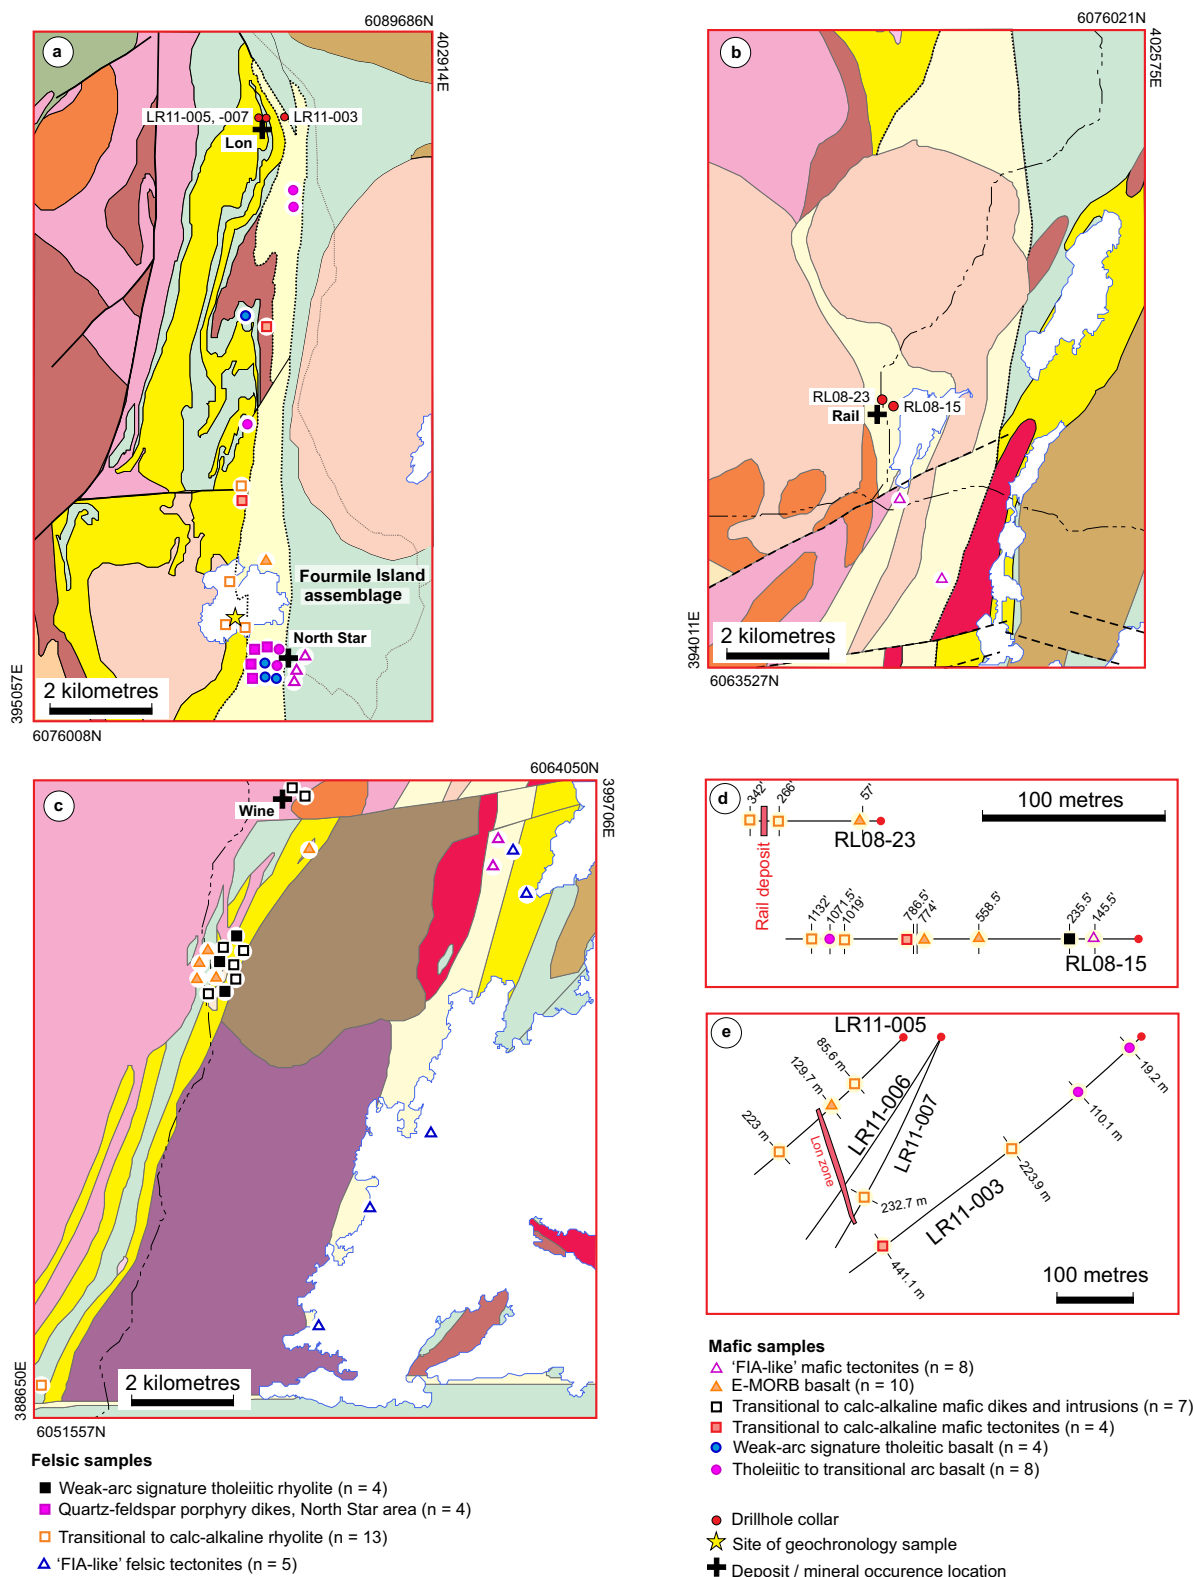 6089686N
402914E
a
LR11-005, -007
LR11-003
Lon
Fourmile Island
assemblage
North Star
2 kilometres
395057E
6076008N
6076021N
402575E
b
RL08-23
RL08-15
Rail
2 kilometres
394011E
6063527N
6064050N
399706E
c
Wine
2 kilometres
388650E
6051557N
d
342'
266'
57'
100 metres
RL08-23
Rail deposit
1132'
1071.5'
1019'
786.5'
774'
558.5'
235.5'
145.5'
RL08-15
e
LR11-005
85.6 m
129.7 m
223 m
LR11-006
LR11-007
Lon zone
232.7 m
LR11-003
19.2 m
110.1 m
223.9 m
441.1 m
100 metres
Mafic samples
'FIA-like' mafic tectonites (n = 8)
E-MORB basalt (n = 10)
Transitional to calc-alkaline mafic dikes and intrusions (n = 7)
Transitional to calc-alkaline mafic tectonites (n = 4)
Weak-arc signature tholeitic basalt (n = 4)
Tholeiitic to transitional arc basalt (n = 8)
Drillhole collar
Site of geochronology sample
Deposit / mineral occurence location
Felsic samples
Weak-arc signature tholeiitic rhyolite (n = 4)
Quartz-feldspar porphyry dikes, North Star area (n = 4)
Transitional to calc-alkaline rhyolite (n = 13)
'FIA-like' felsic tectonites (n = 5)